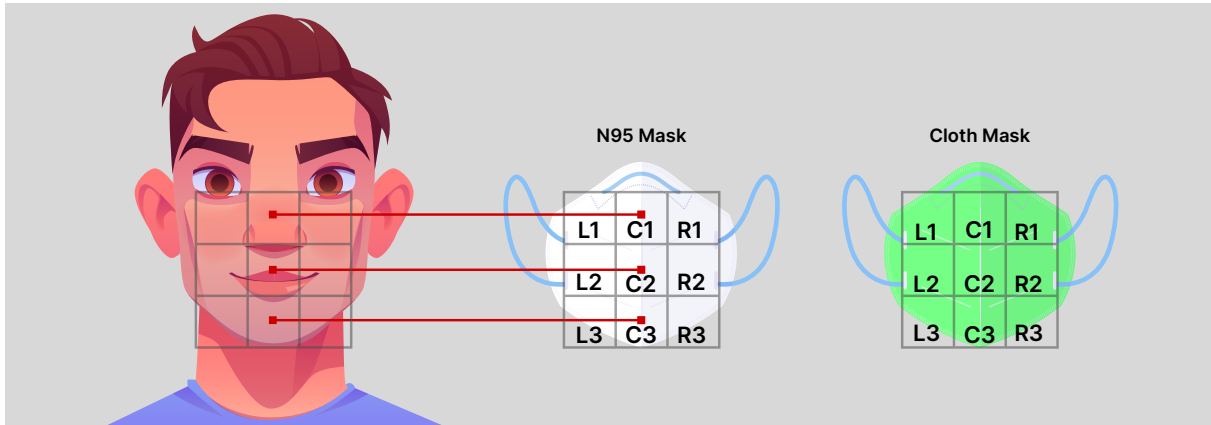 N95 Mask
Cloth Mask
L1 C1 R1
L2 C2 R2
L3 C3 R3
L1 C1 R1
L2 C2 R2
L3 C3 R3